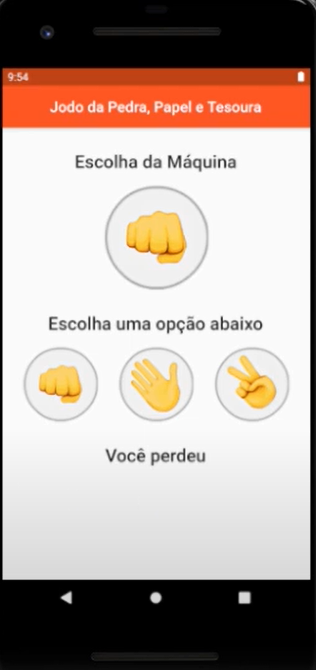 9:54
Jodo da Pedra, Papel e Tesoura
Escolha da Máquina
Escolha uma opção abaixo
Você perdeu